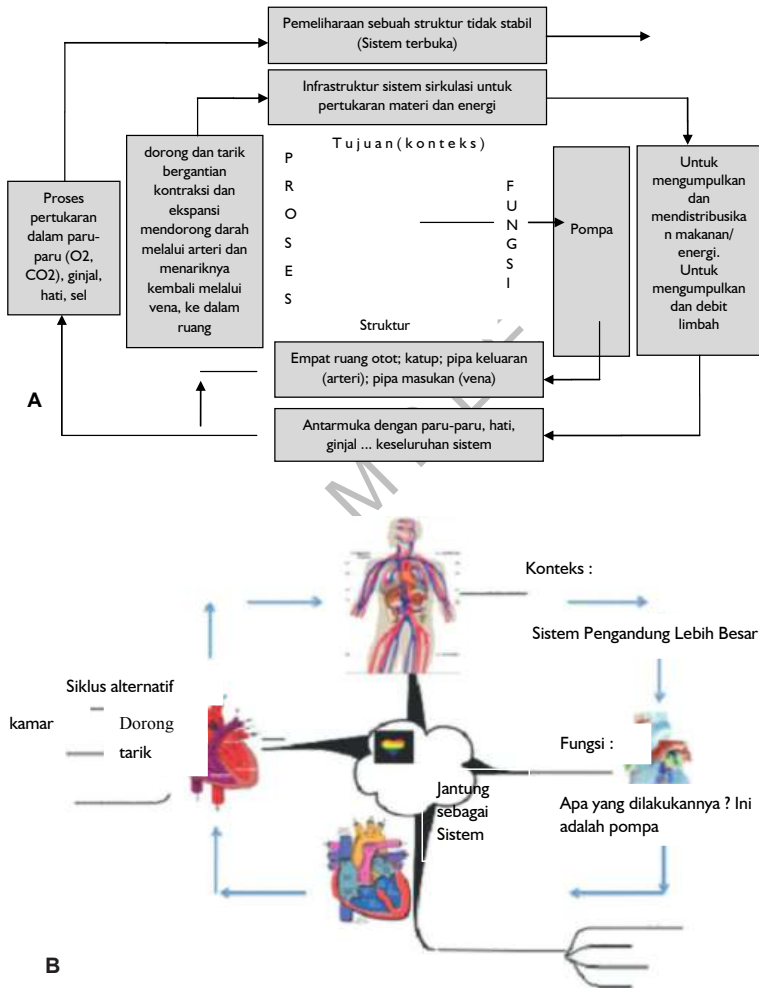 Pemeliharaan sebuah struktur tidak stabil
(Sistem terbuka)
Infrastruktur sistem sirkulasi untuk
pertukaran materi dan energi
Tujuan(konteks)
Proses
pertukaran
dalam paru-
paru (O2,
CO2), ginjal,
hati, sel
dorong dan tarik
bergantian
kontraksi dan
ekspansi
mendorong darah
melalui arteri dan
menariknya
kembali melalui
vena, ke dalam
ruang
P
R
O
S
E
S
F
U
N
G
S
I
Pompa
Untuk
mengumpulkan
dan
mendistribusika
n makanan/
energi.
Untuk
mengumpulkan
dan debit
limbah
Struktur
Empat ruang otot; katup; pipa keluaran
(arteri); pipa masukan (vena)
A
Antarmuka dengan paru-paru, hati,
ginjal ... keseluruhan sistem
Konteks :
Sistem Pengandung Lebih Besar
Siklus alternatif
kamar
Dorong
tarik
Fungsi :
Jantung
sebagai
Sistem
Apa yang dilakukannya ? Ini
adalah pompa
B